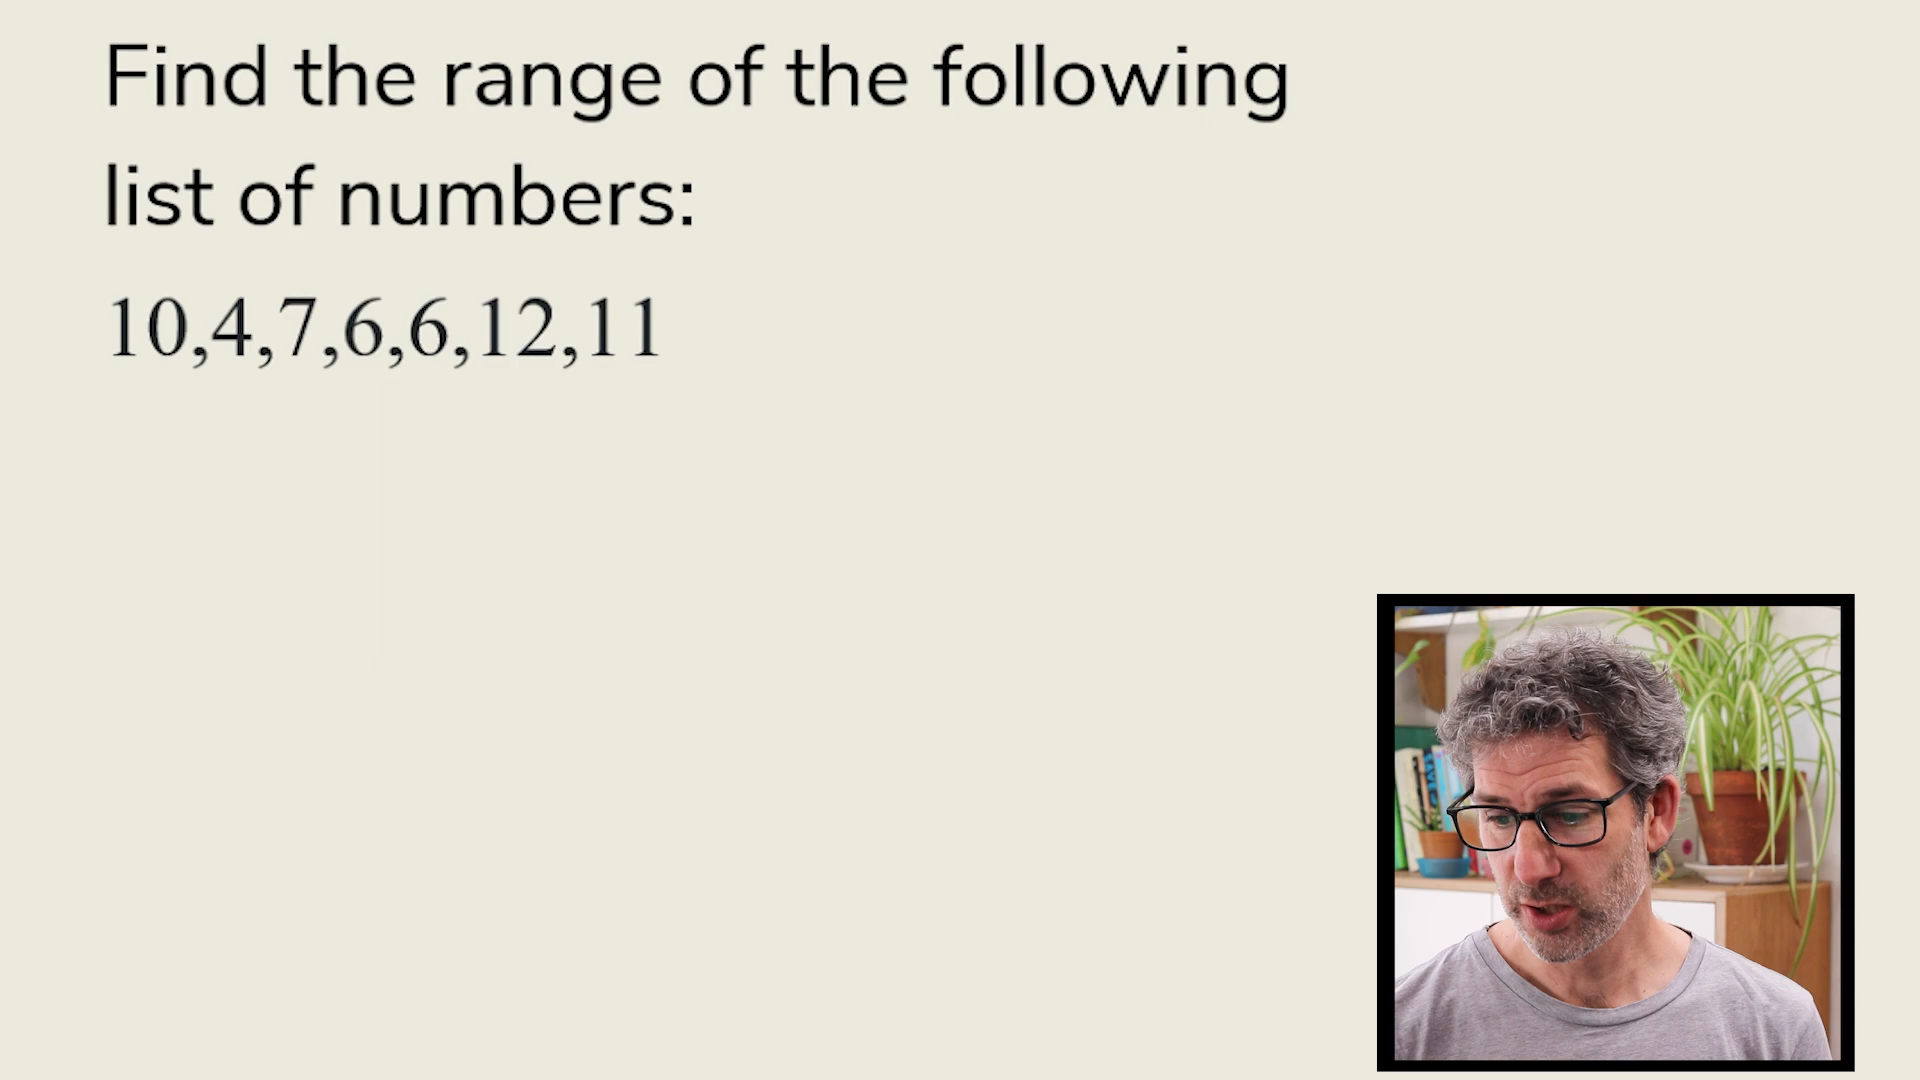 Find the range of the following
list of numbers:
10,4,7,6,6,12,11